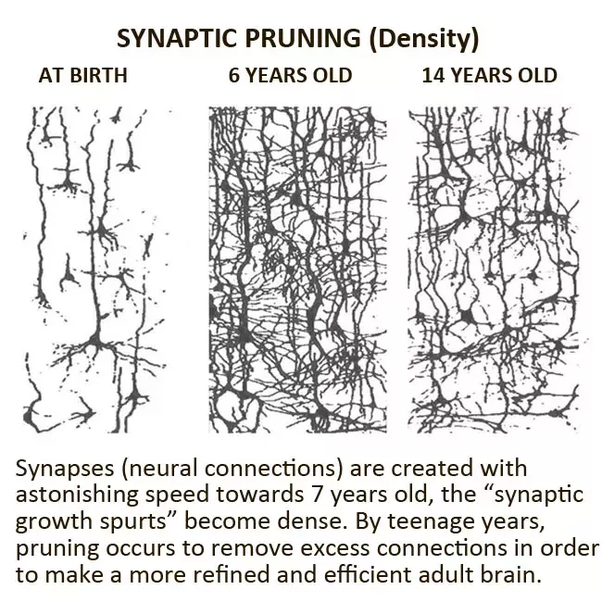 SYNAPTIC PRUNING (Density)
AT BIRTH
6 YEARS OLD
14 YEARS OLD
Synapses (neural connections) are created with
astonishing speed towards 7 years old, the “synaptic
growth spurts” become dense. By teenage years,
pruning occurs to remove excess connections in order
to make a more refined and efficient adult brain.